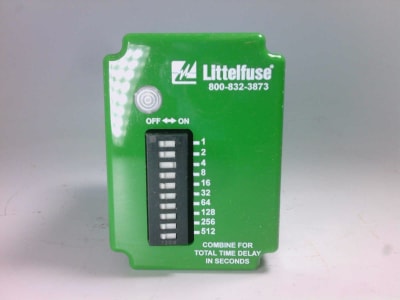 Littelfuse®
800-832-3873
OFF ↔ ON
1
2
4
8
16
32
64
128
256
512
COMBINE FOR
TOTAL TIME DELAY
IN SECONDS